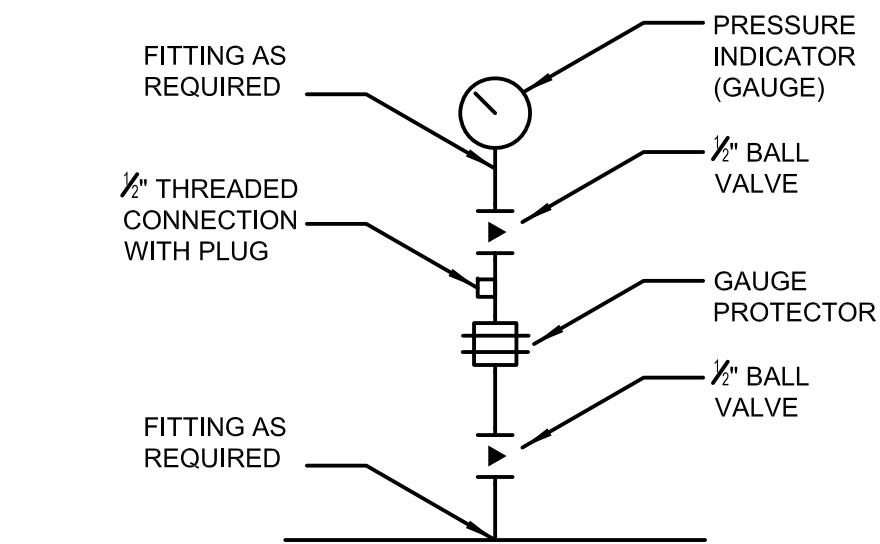 FITTING AS
REQUIRED
PRESSURE
INDICATOR
(GAUGE)
½" BALL
VALVE
½" THREADED
CONNECTION
WITH PLUG
GAUGE
PROTECTOR
½" BALL
VALVE
FITTING AS
REQUIRED